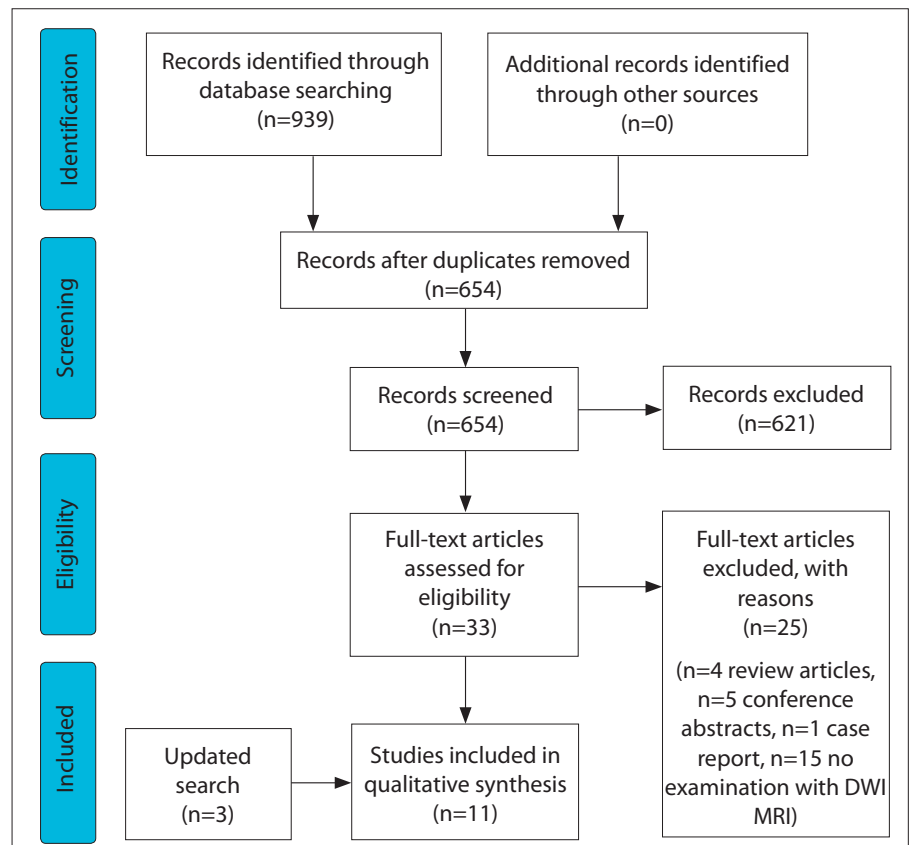 Identification
Records identified through
database searching
(n=939)
Additional records identified
through other sources
(n=0)
Screening
Records after duplicates removed
(n=654)
Records screened
(n=654)
Records excluded
(n=621)
Eligibility
Full-text articles
assessed for
eligibility
(n=33)
Full-text articles
excluded, with
reasons
(n=25)
(n=4 review articles,
n=5 conference
abstracts, n=1 case
report, n=15 no
examination with DWI
MRI)
Included
Updated
search
(n=3)
Studies included in
qualitative synthesis
(n=11)